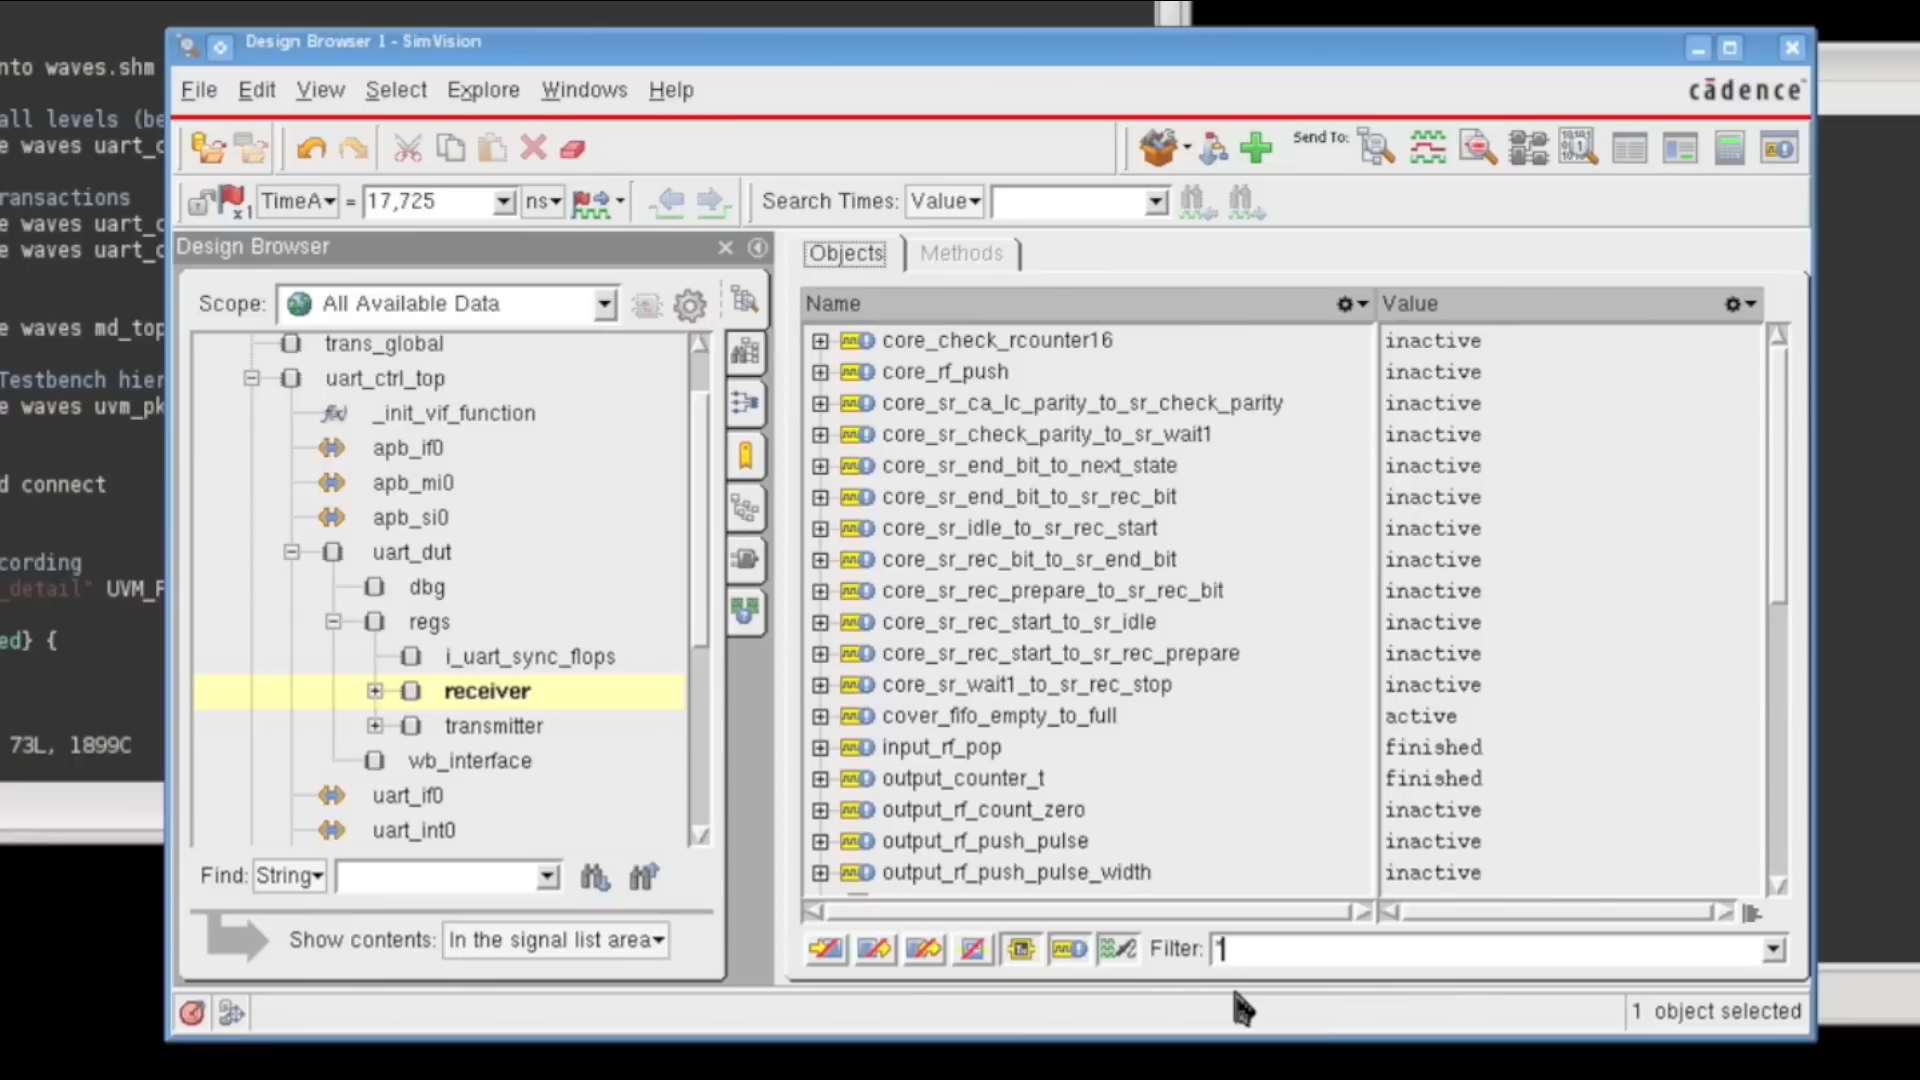 nto waves.shm
all levels (be
e waves uart_c
ransactions
e waves uart_c
e waves uart_c
e waves md_top
Testbench hier
e waves uvm_pk
d connect
cording
_detail" UVM_F
ed} {
73L, 1899C
Design Browser 1 - SimVision
File Edit View Select Explore Windows Help
cādence
Send To:
TimeA = 17,725 ns
Search Times: Value
Design Browser
Scope: All Available Data
trans_global
uart_ctrl_top
_init_vif_function
apb_if0
apb_mi0
apb_si0
uart_dut
dbg
regs
i_uart_sync_flops
receiver
transmitter
wb_interface
uart_if0
uart_int0
Find: String
Show contents: In the signal list area
Objects Methods
Name Value
core_check_rcounter16 inactive
core_rf_push inactive
core_sr_ca_lc_parity_to_sr_check_parity inactive
core_sr_check_parity_to_sr_wait1 inactive
core_sr_end_bit_to_next_state inactive
core_sr_end_bit_to_sr_rec_bit inactive
core_sr_idle_to_sr_rec_start inactive
core_sr_rec_bit_to_sr_end_bit inactive
core_sr_rec_prepare_to_sr_rec_bit inactive
core_sr_rec_start_to_sr_idle inactive
core_sr_rec_start_to_sr_rec_prepare inactive
core_sr_wait1_to_sr_rec_stop inactive
cover_fifo_empty_to_full active
input_rf_pop finished
output_counter_t finished
output_rf_count_zero inactive
output_rf_push_pulse inactive
output_rf_push_pulse_width inactive
Filter: *
1 object selected